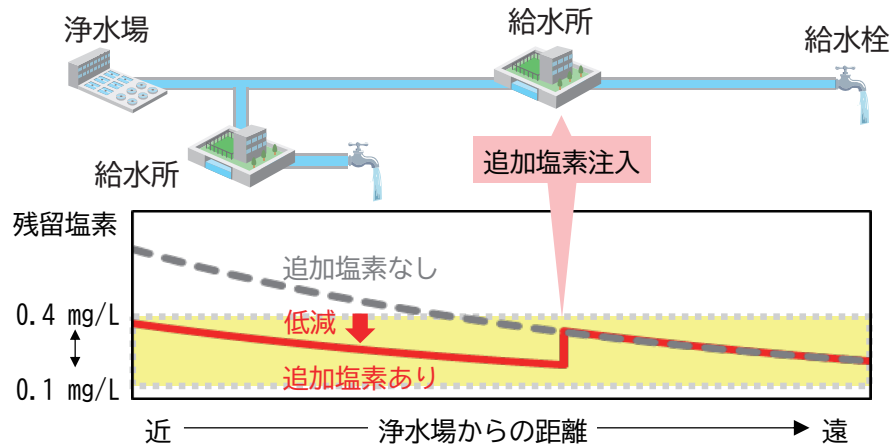 浄水場
給水所
給水栓
給水所
追加塩素注入
残留塩素
追加塩素なし
0.4 mg/L
低減
追加塩素あり
0.1 mg/L
近
浄水場からの距離
遠